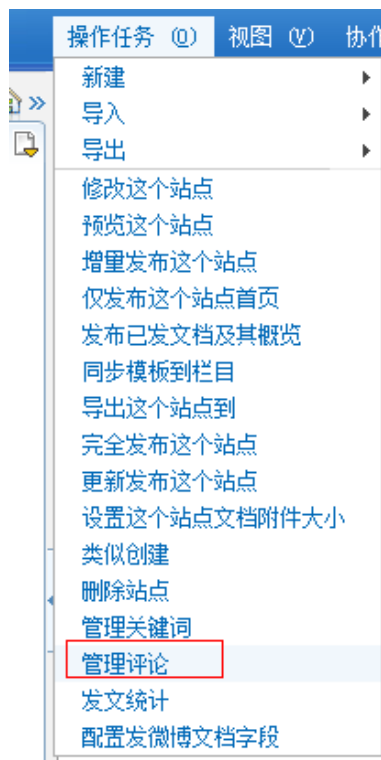 操作任务 (O) 视图 (V)
新建
导入
导出
修改这个站点
预览这个站点
增量发布这个站点
仅发布这个站点首页
发布已发文档及其概览
同步模板到栏目
导出这个站点到
完全发布这个站点
更新发布这个站点
设置这个站点文档附件大小
类似创建
删除站点
管理关键词
管理评论
发文统计
配置发微博文档字段